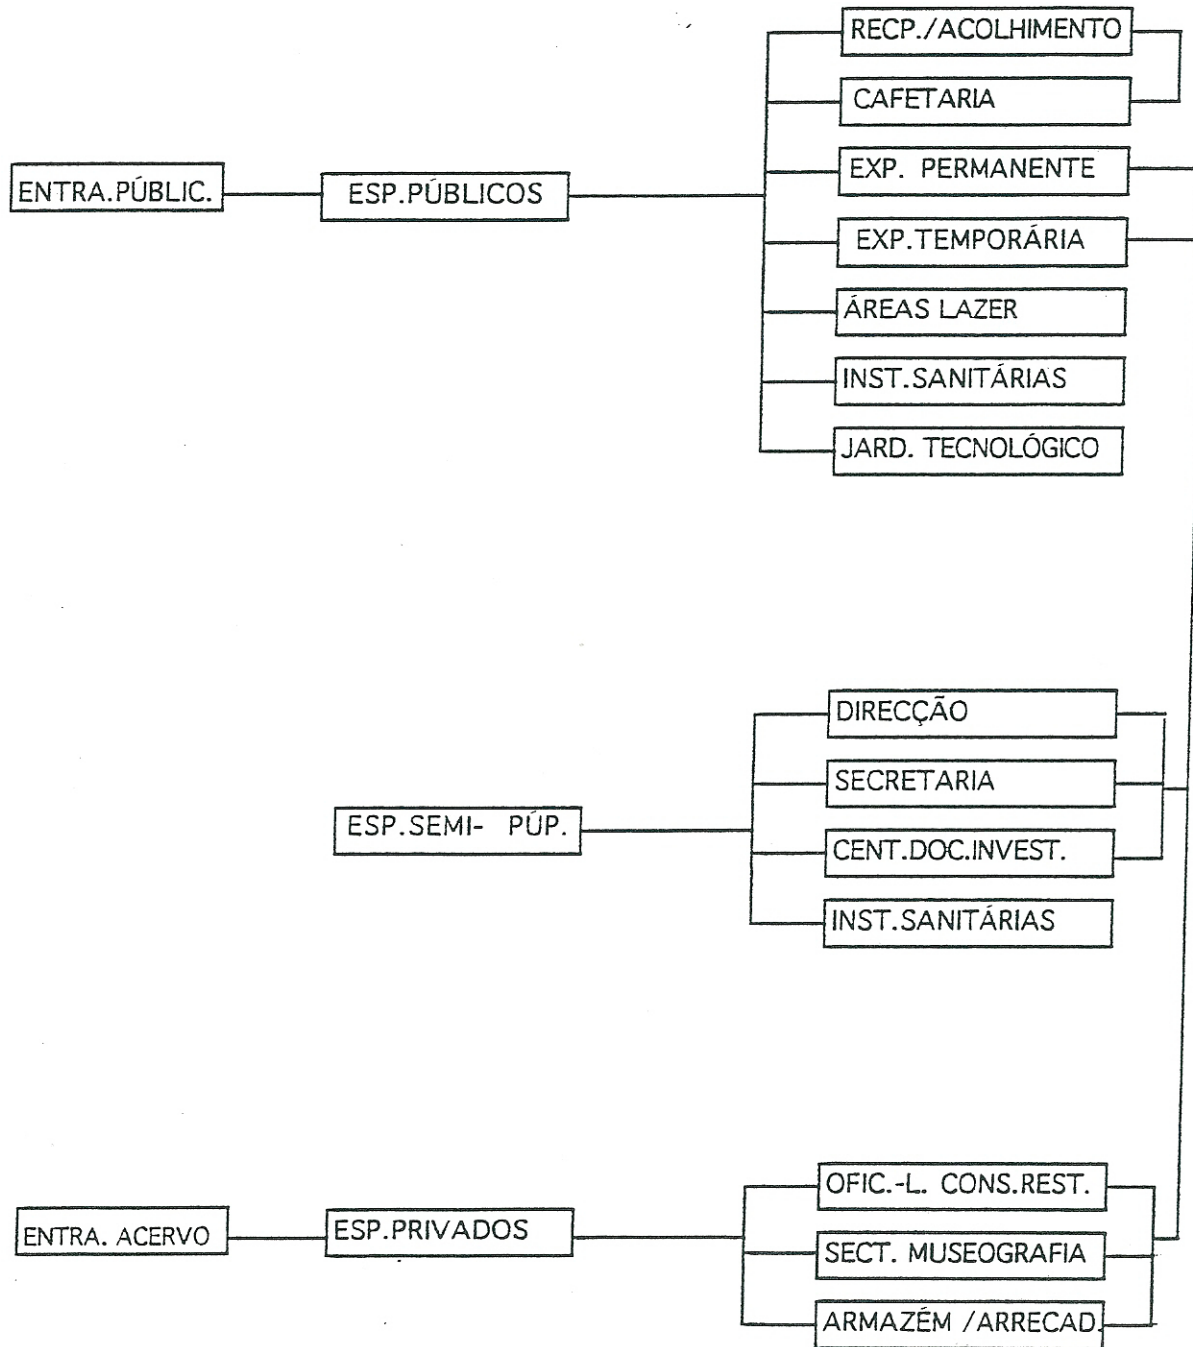 RECP./ACOLHIMENTO
CAFETARIA
ENTRA.PÚBLIC.
ESP.PÚBLICOS
EXP. PERMANENTE
EXP.TEMPORÁRIA
ÁREAS LAZER
INST.SANITÁRIAS
JARD. TECNOLÓGICO
DIRECÇÃO
SECRETARIA
ESP.SEMI- PÚP.
CENT.DOC.INVEST.
INST.SANITÁRIAS
OFIC.-L. CONS.REST.
ENTRA. ACERVO
ESP.PRIVADOS
SECT. MUSEOGRAFIA
ARMAZÉM /ARRECAD.